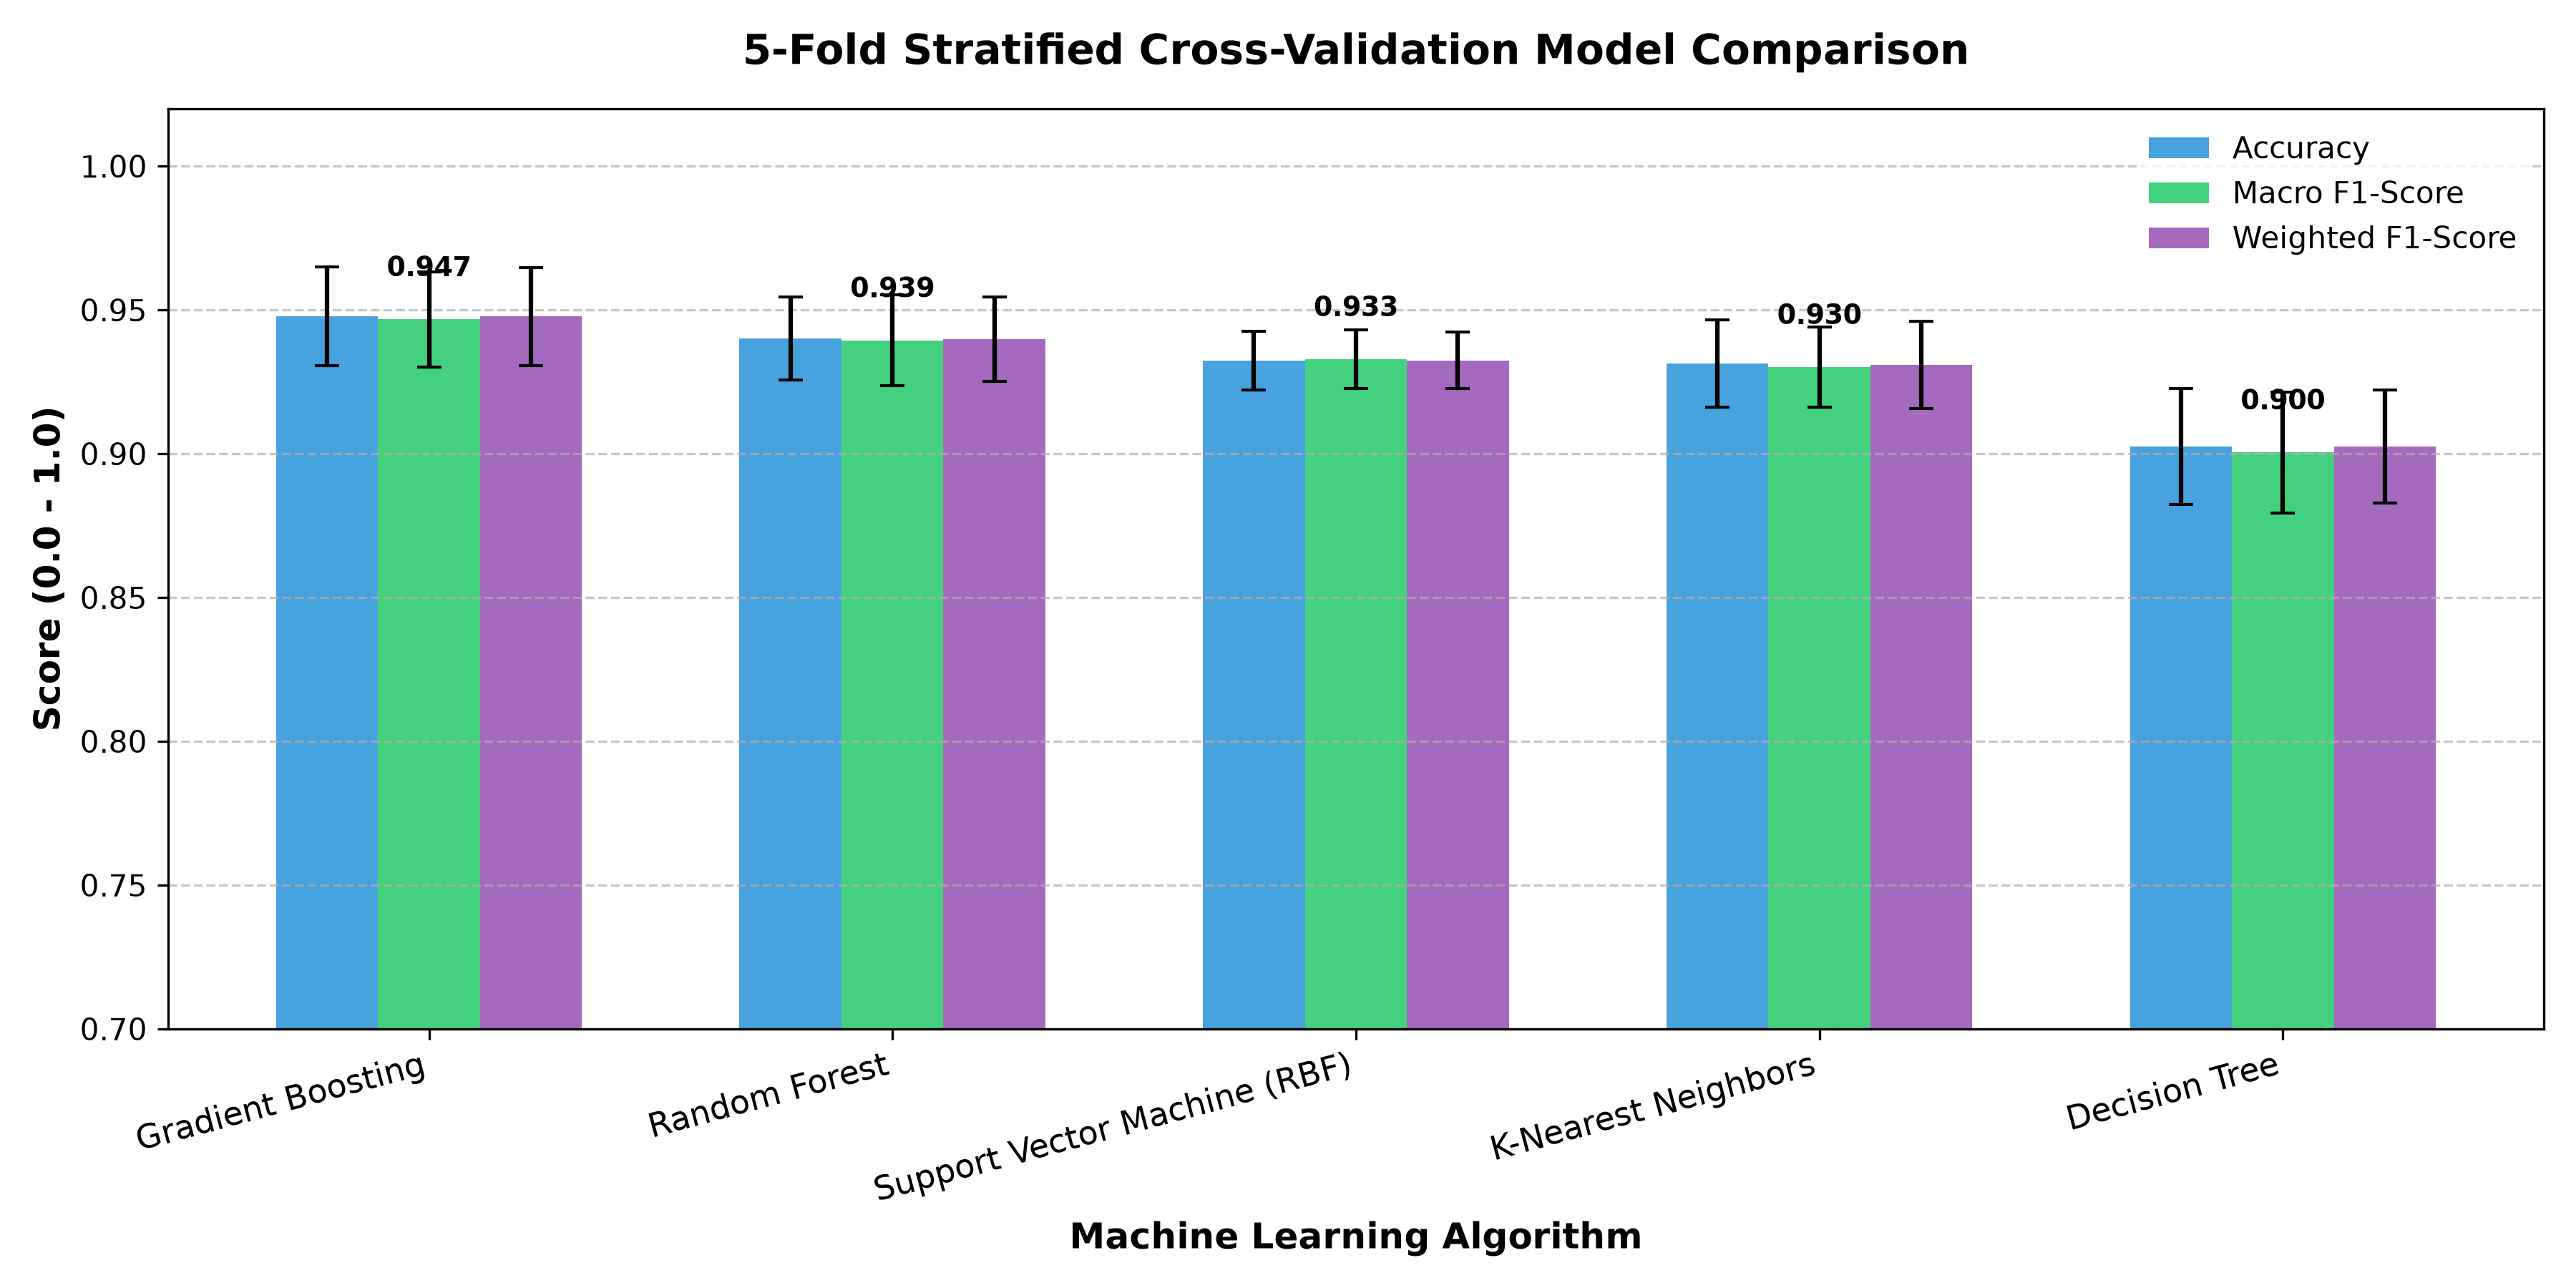 5-Fold Stratified Cross-Validation Model Comparison
Accuracy
Macro F1-Score
Weighted F1-Score
Score (0.0 - 1.0)
1.00
0.95
0.90
0.85
0.80
0.75
0.70
0.947
0.939
0.933
0.930
0.900
Gradient Boosting
Random Forest
Support Vector Machine (RBF)
K-Nearest Neighbors
Decision Tree
Machine Learning Algorithm